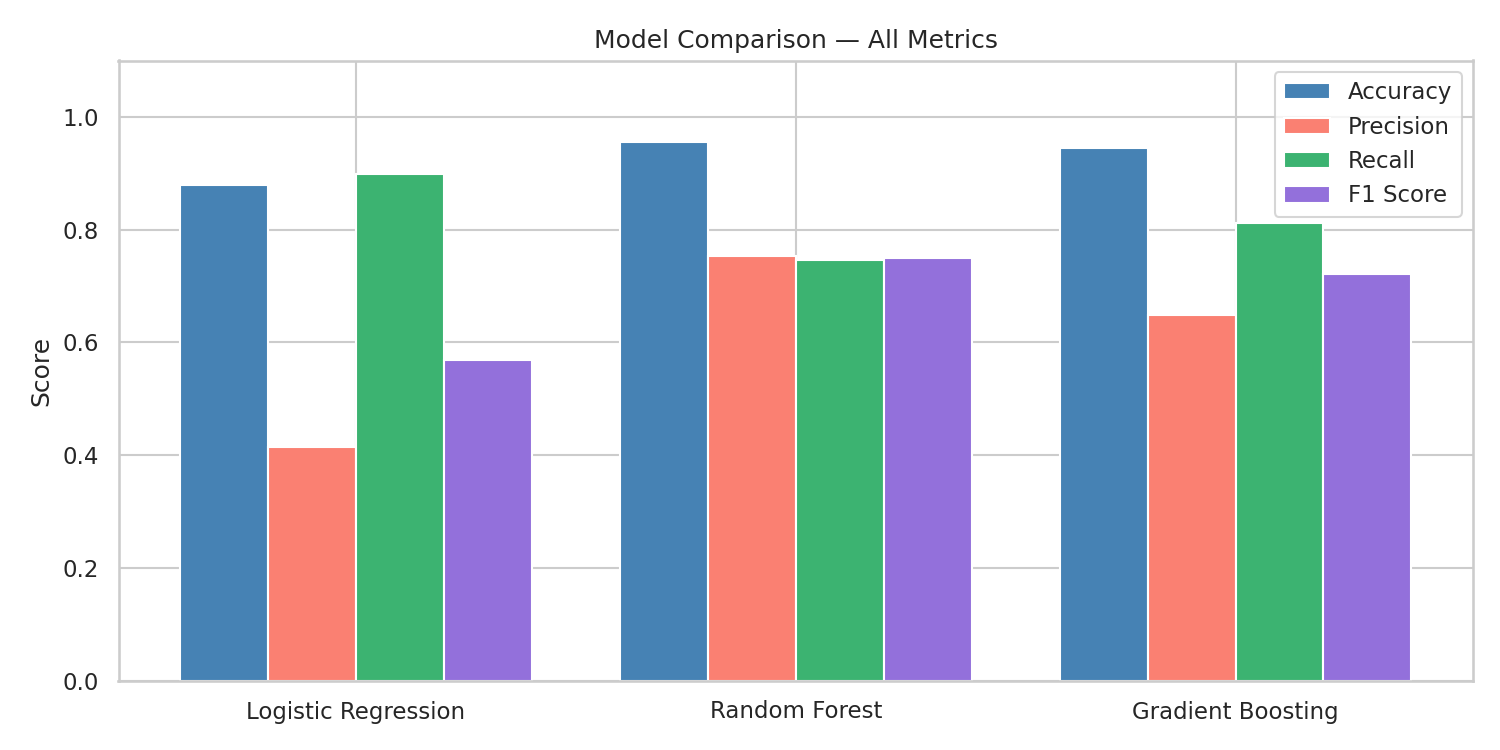 Model Comparison — All Metrics
Accuracy
Precision
Recall
F1 Score
Score
1.0
0.8
0.6
0.4
0.2
0.0
Logistic Regression
Random Forest
Gradient Boosting